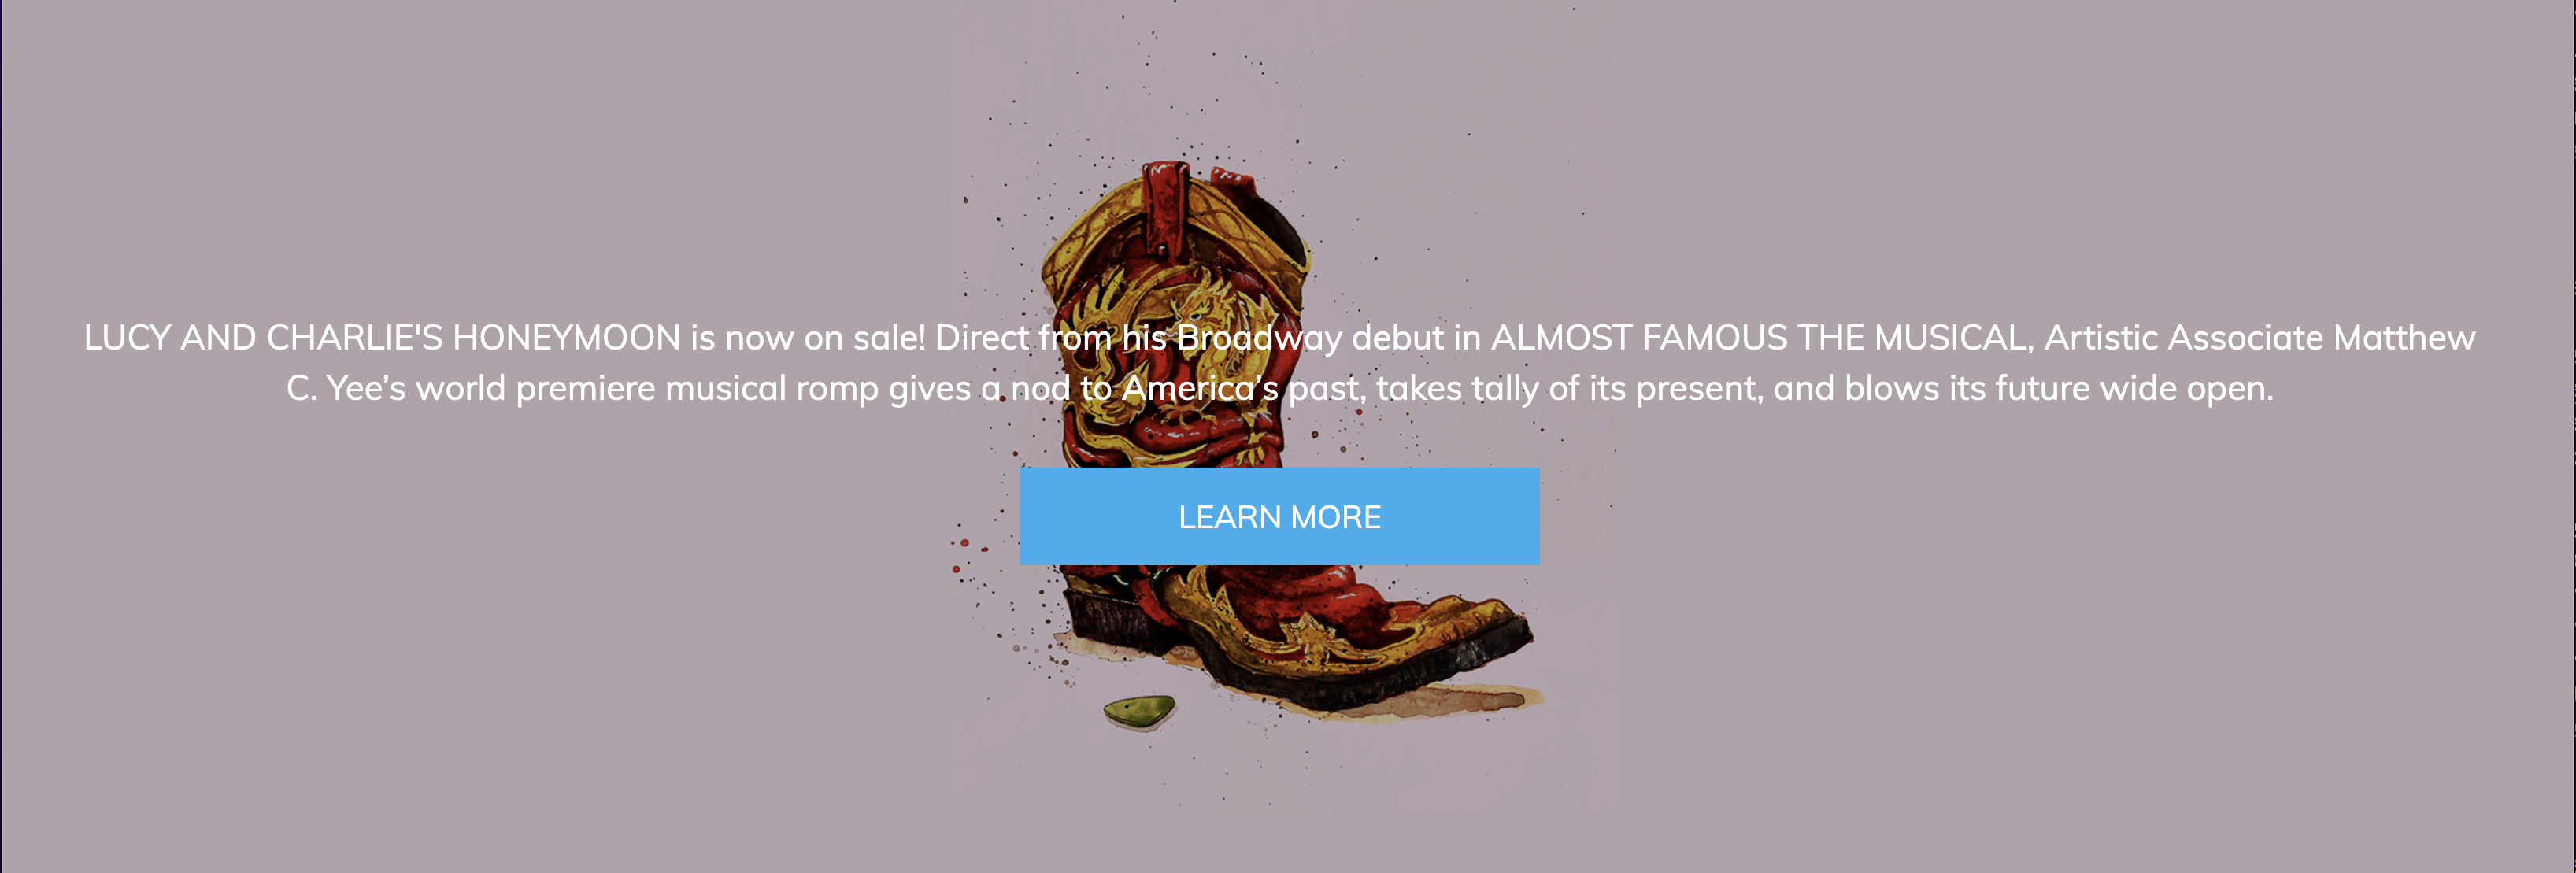 LUCY AND CHARLIE'S HONEYMOON is now on sale! Direct from his Broadway debut in ALMOST FAMOUS THE MUSICAL, Artistic Associate Matthew
C. Yee’s world premiere musical romp gives a nod to America’s past, takes tally of its present, and blows its future wide open.
LEARN MORE